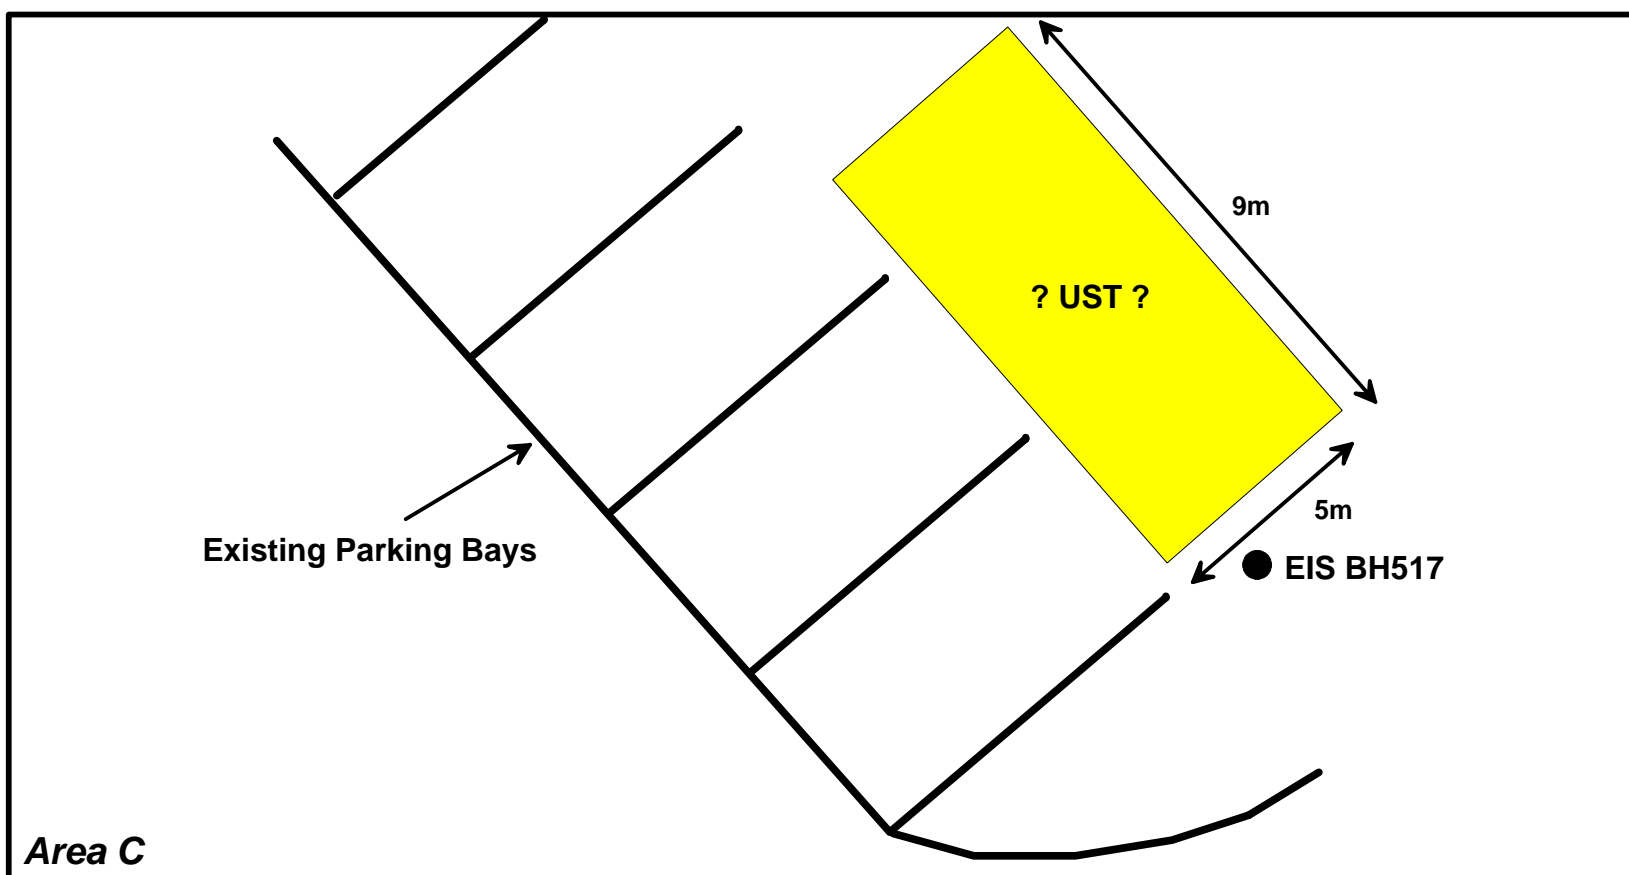 9m
? UST ?
5m
Existing Parking Bays
EIS BH517
Area C